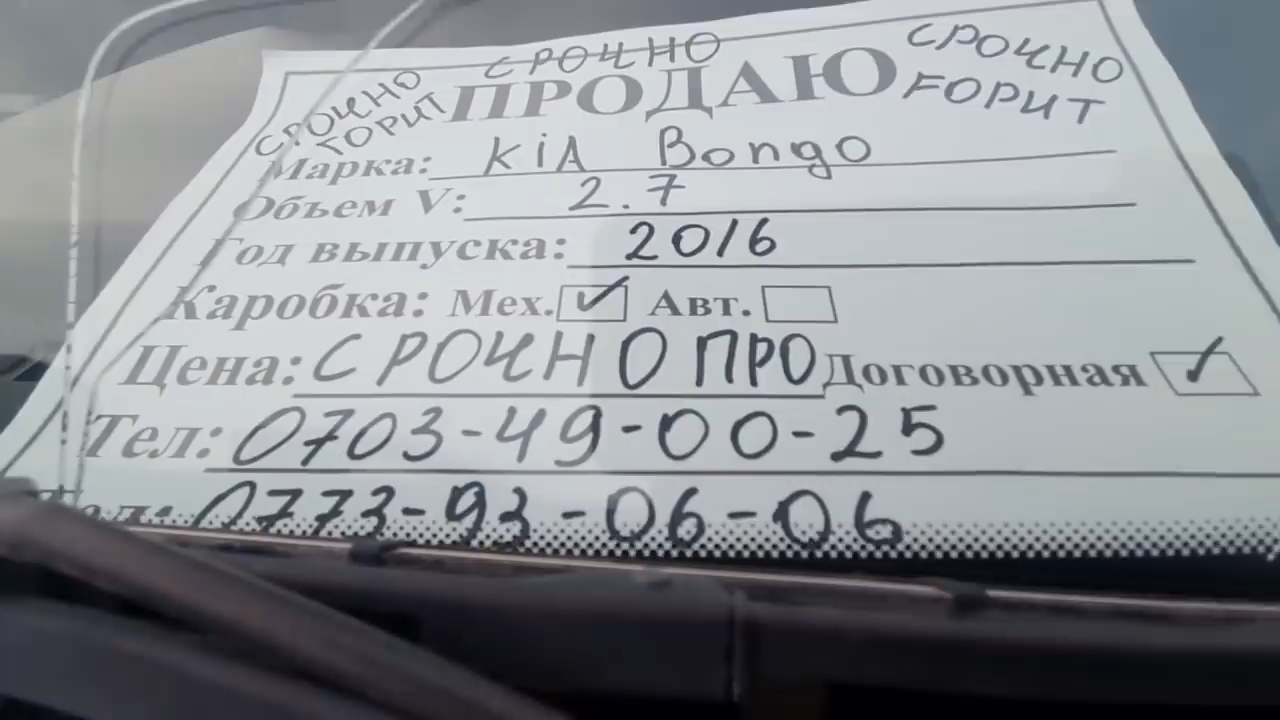 СРОЧНО
СРОЧНО ГОРИТ
ПРОДАЮ
СРОЧНО ГОРИТ
Марка: KiA Bongo
Объем V: 2.7
Год выпуска: 2016
Каробка: Мех. ✓ Авт.
Цена: СРОЧНО ПРО Договорная ✓
Тел: 0703-49-00-25
Тел: 0773-93-06-06